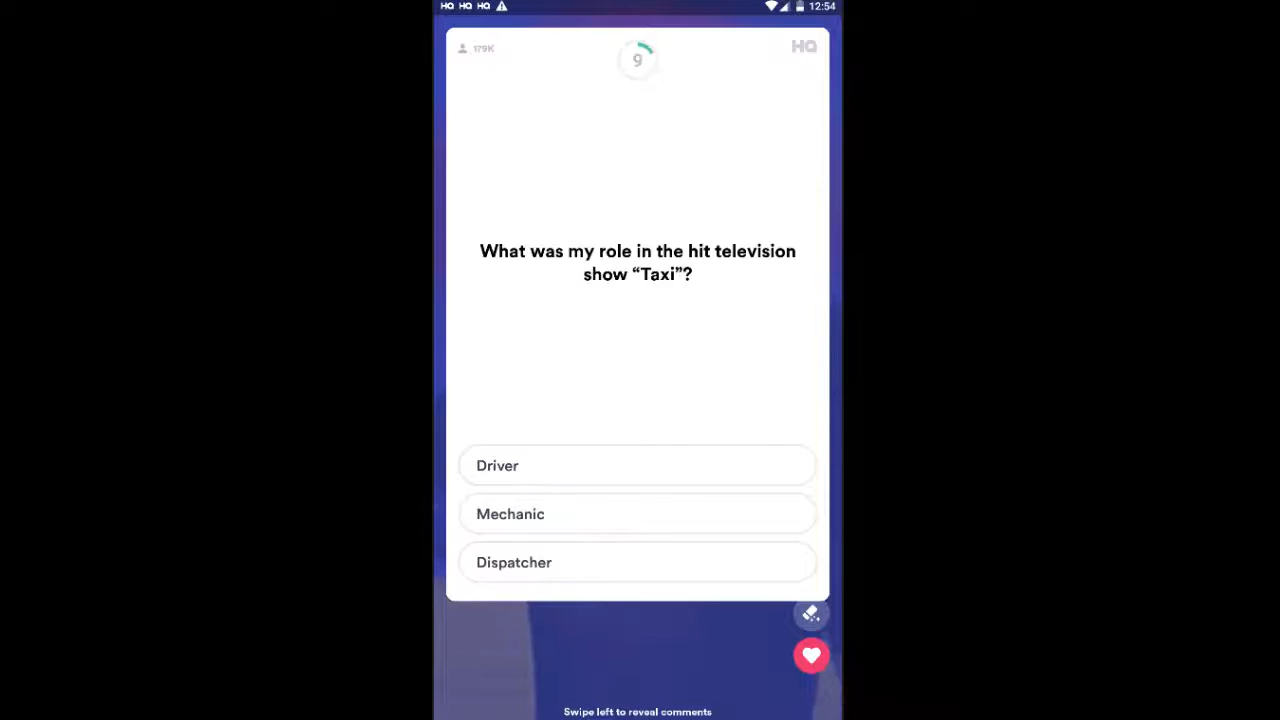 HQ HQ HQ 12:54
179K 9 HQ
What was my role in the hit television
show “Taxi”?
Driver
Mechanic
Dispatcher
Swipe left to reveal comments